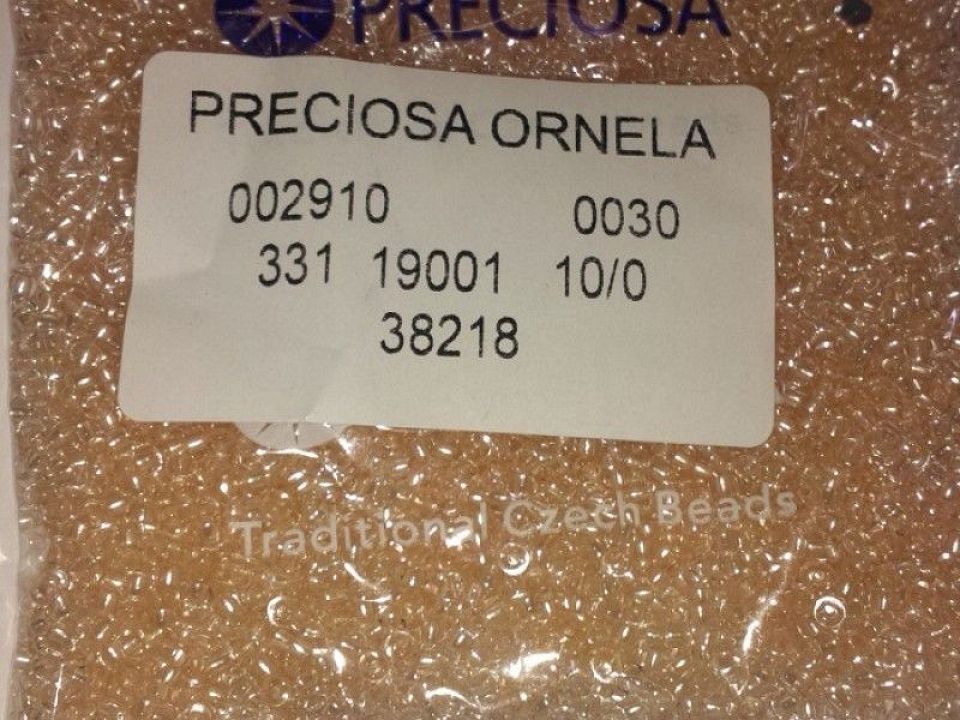 PRECIOSA
PRECIOSA ORNELA
002910 0030
331 19001 10/0
38218
Traditional Czech Beads